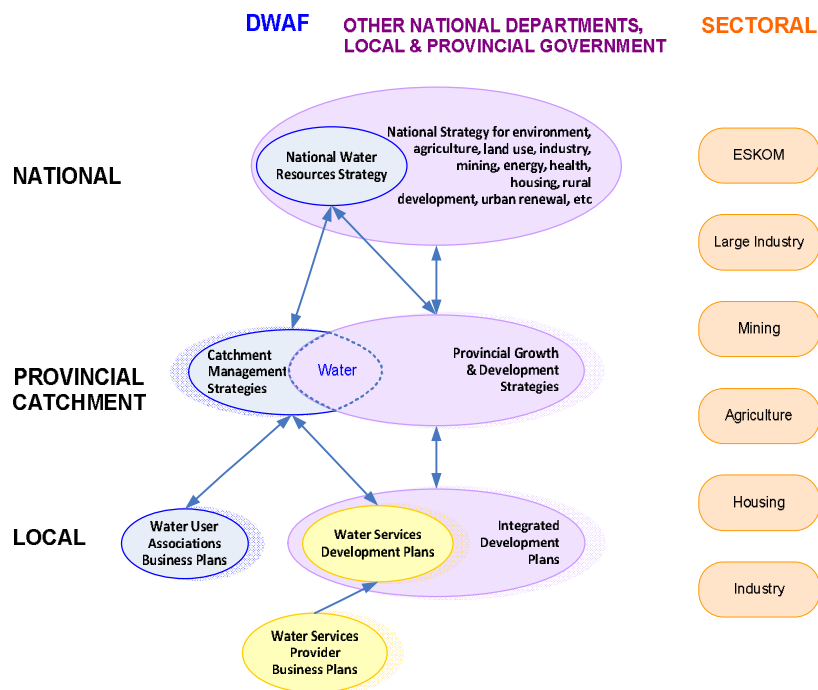 DWAF
OTHER NATIONAL DEPARTMENTS,
LOCAL & PROVINCIAL GOVERNMENT
SECTORAL
NATIONAL
National Water
Resources Strategy
National Strategy for environment,
agriculture, land use, industry,
mining, energy, health,
housing, rural
development, urban renewal, etc
ESKOM
Large Industry
Mining
PROVINCIAL
CATCHMENT
Catchment
Management
Strategies
Water
Provincial Growth
& Development
Strategies
Agriculture
Housing
LOCAL
Water User
Associations
Business Plans
Water Services
Development Plans
Integrated
Development
Plans
Industry
Water Services
Provider
Business Plans